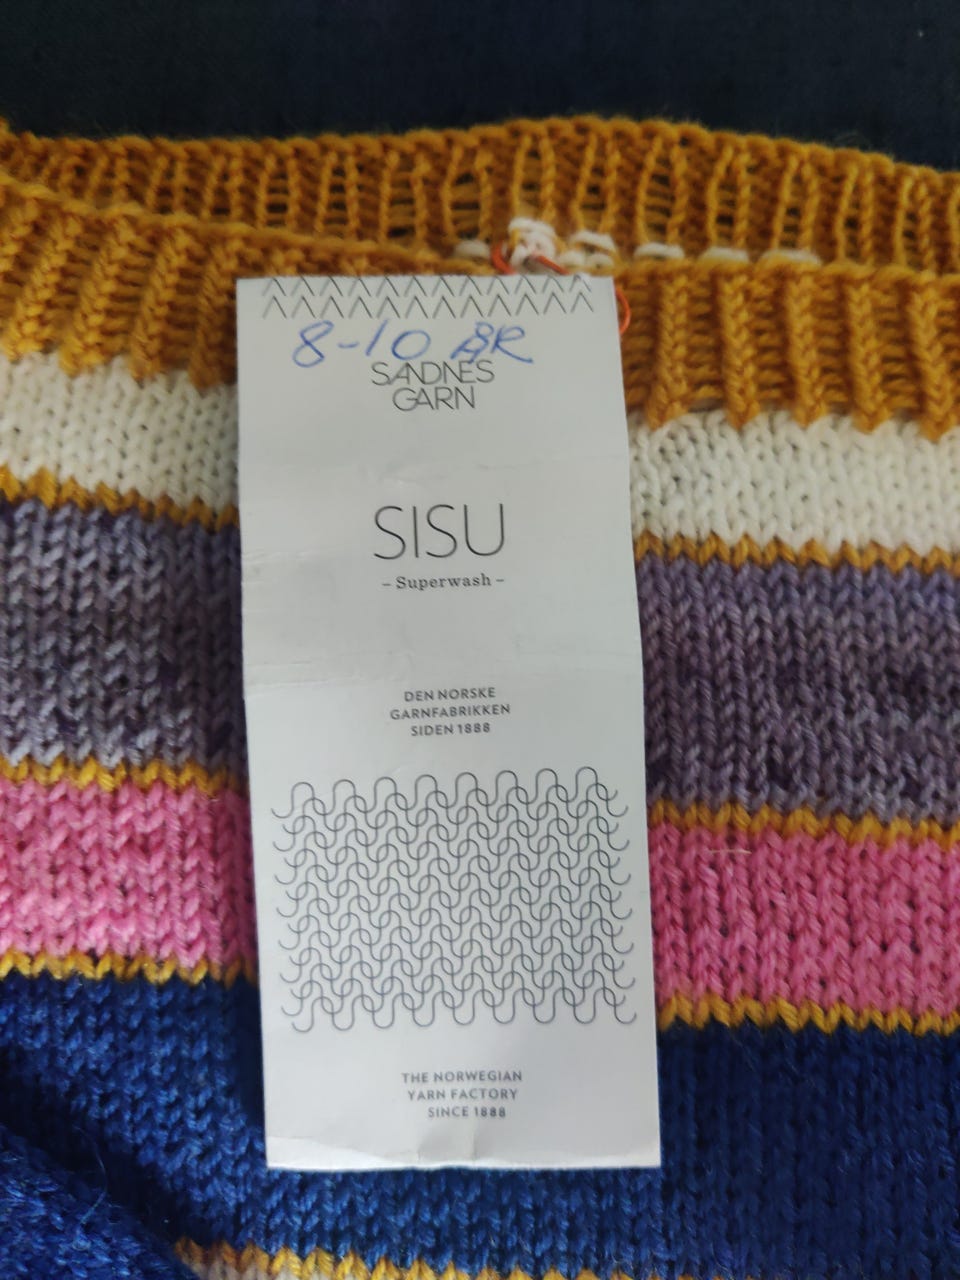 8-10 ÅR
SANDNES
GARN
SISU
– Superwash –
DEN NORSKE
GARNFABRIKKEN
SIDEN 1888
THE NORWEGIAN
YARN FACTORY
SINCE 1888